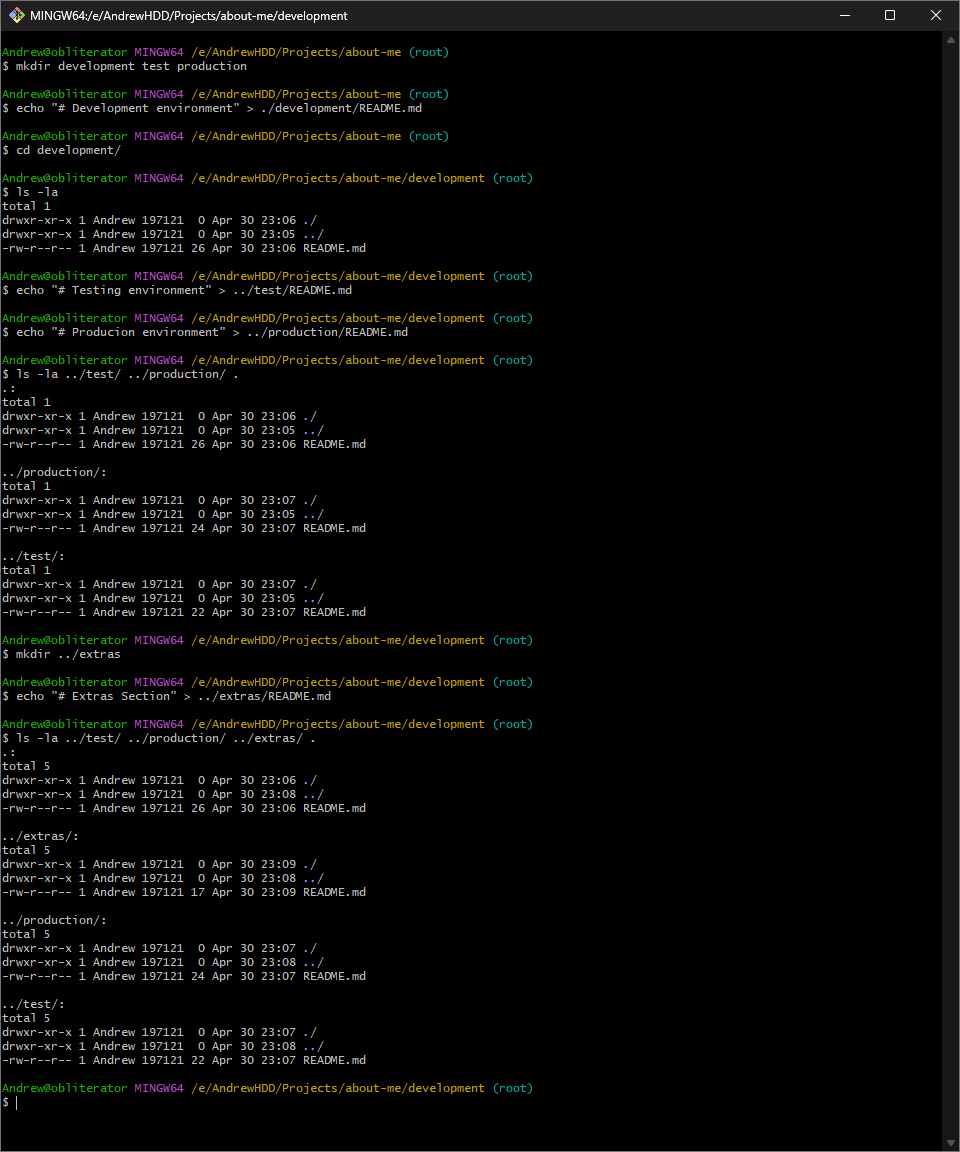 MINGW64:/e/AndrewHDD/Projects/about-me/development
Andrew@obliterator MINGW64 /e/AndrewHDD/Projects/about-me (root)
$ mkdir development test production
Andrew@obliterator MINGW64 /e/AndrewHDD/Projects/about-me (root)
$ echo "# Development environment" > ./development/README.md
Andrew@obliterator MINGW64 /e/AndrewHDD/Projects/about-me (root)
$ cd development/
Andrew@obliterator MINGW64 /e/AndrewHDD/Projects/about-me/development (root)
$ ls -la
total 1
drwxr-xr-x 1 Andrew 197121  0 Apr 30 23:06 ./
drwxr-xr-x 1 Andrew 197121  0 Apr 30 23:05 ../
-rw-r--r-- 1 Andrew 197121 26 Apr 30 23:06 README.md
Andrew@obliterator MINGW64 /e/AndrewHDD/Projects/about-me/development (root)
$ echo "# Testing environment" > ../test/README.md
Andrew@obliterator MINGW64 /e/AndrewHDD/Projects/about-me/development (root)
$ echo "# Producion environment" > ../production/README.md
Andrew@obliterator MINGW64 /e/AndrewHDD/Projects/about-me/development (root)
$ ls -la ../test/ ../production/ .
.:
total 1
drwxr-xr-x 1 Andrew 197121  0 Apr 30 23:06 ./
drwxr-xr-x 1 Andrew 197121  0 Apr 30 23:05 ../
-rw-r--r-- 1 Andrew 197121 26 Apr 30 23:06 README.md
../production/:
total 1
drwxr-xr-x 1 Andrew 197121  0 Apr 30 23:07 ./
drwxr-xr-x 1 Andrew 197121  0 Apr 30 23:05 ../
-rw-r--r-- 1 Andrew 197121 24 Apr 30 23:07 README.md
../test/:
total 1
drwxr-xr-x 1 Andrew 197121  0 Apr 30 23:07 ./
drwxr-xr-x 1 Andrew 197121  0 Apr 30 23:05 ../
-rw-r--r-- 1 Andrew 197121 22 Apr 30 23:07 README.md
Andrew@obliterator MINGW64 /e/AndrewHDD/Projects/about-me/development (root)
$ mkdir ../extras
Andrew@obliterator MINGW64 /e/AndrewHDD/Projects/about-me/development (root)
$ echo "# Extras Section" > ../extras/README.md
Andrew@obliterator MINGW64 /e/AndrewHDD/Projects/about-me/development (root)
$ ls -la ../test/ ../production/ ../extras/ .
.:
total 5
drwxr-xr-x 1 Andrew 197121  0 Apr 30 23:06 ./
drwxr-xr-x 1 Andrew 197121  0 Apr 30 23:08 ../
-rw-r--r-- 1 Andrew 197121 26 Apr 30 23:06 README.md
../extras/:
total 5
drwxr-xr-x 1 Andrew 197121  0 Apr 30 23:09 ./
drwxr-xr-x 1 Andrew 197121  0 Apr 30 23:08 ../
-rw-r--r-- 1 Andrew 197121 17 Apr 30 23:09 README.md
../production/:
total 5
drwxr-xr-x 1 Andrew 197121  0 Apr 30 23:07 ./
drwxr-xr-x 1 Andrew 197121  0 Apr 30 23:08 ../
-rw-r--r-- 1 Andrew 197121 24 Apr 30 23:07 README.md
../test/:
total 5
drwxr-xr-x 1 Andrew 197121  0 Apr 30 23:07 ./
drwxr-xr-x 1 Andrew 197121  0 Apr 30 23:08 ../
-rw-r--r-- 1 Andrew 197121 22 Apr 30 23:07 README.md
Andrew@obliterator MINGW64 /e/AndrewHDD/Projects/about-me/development (root)
$